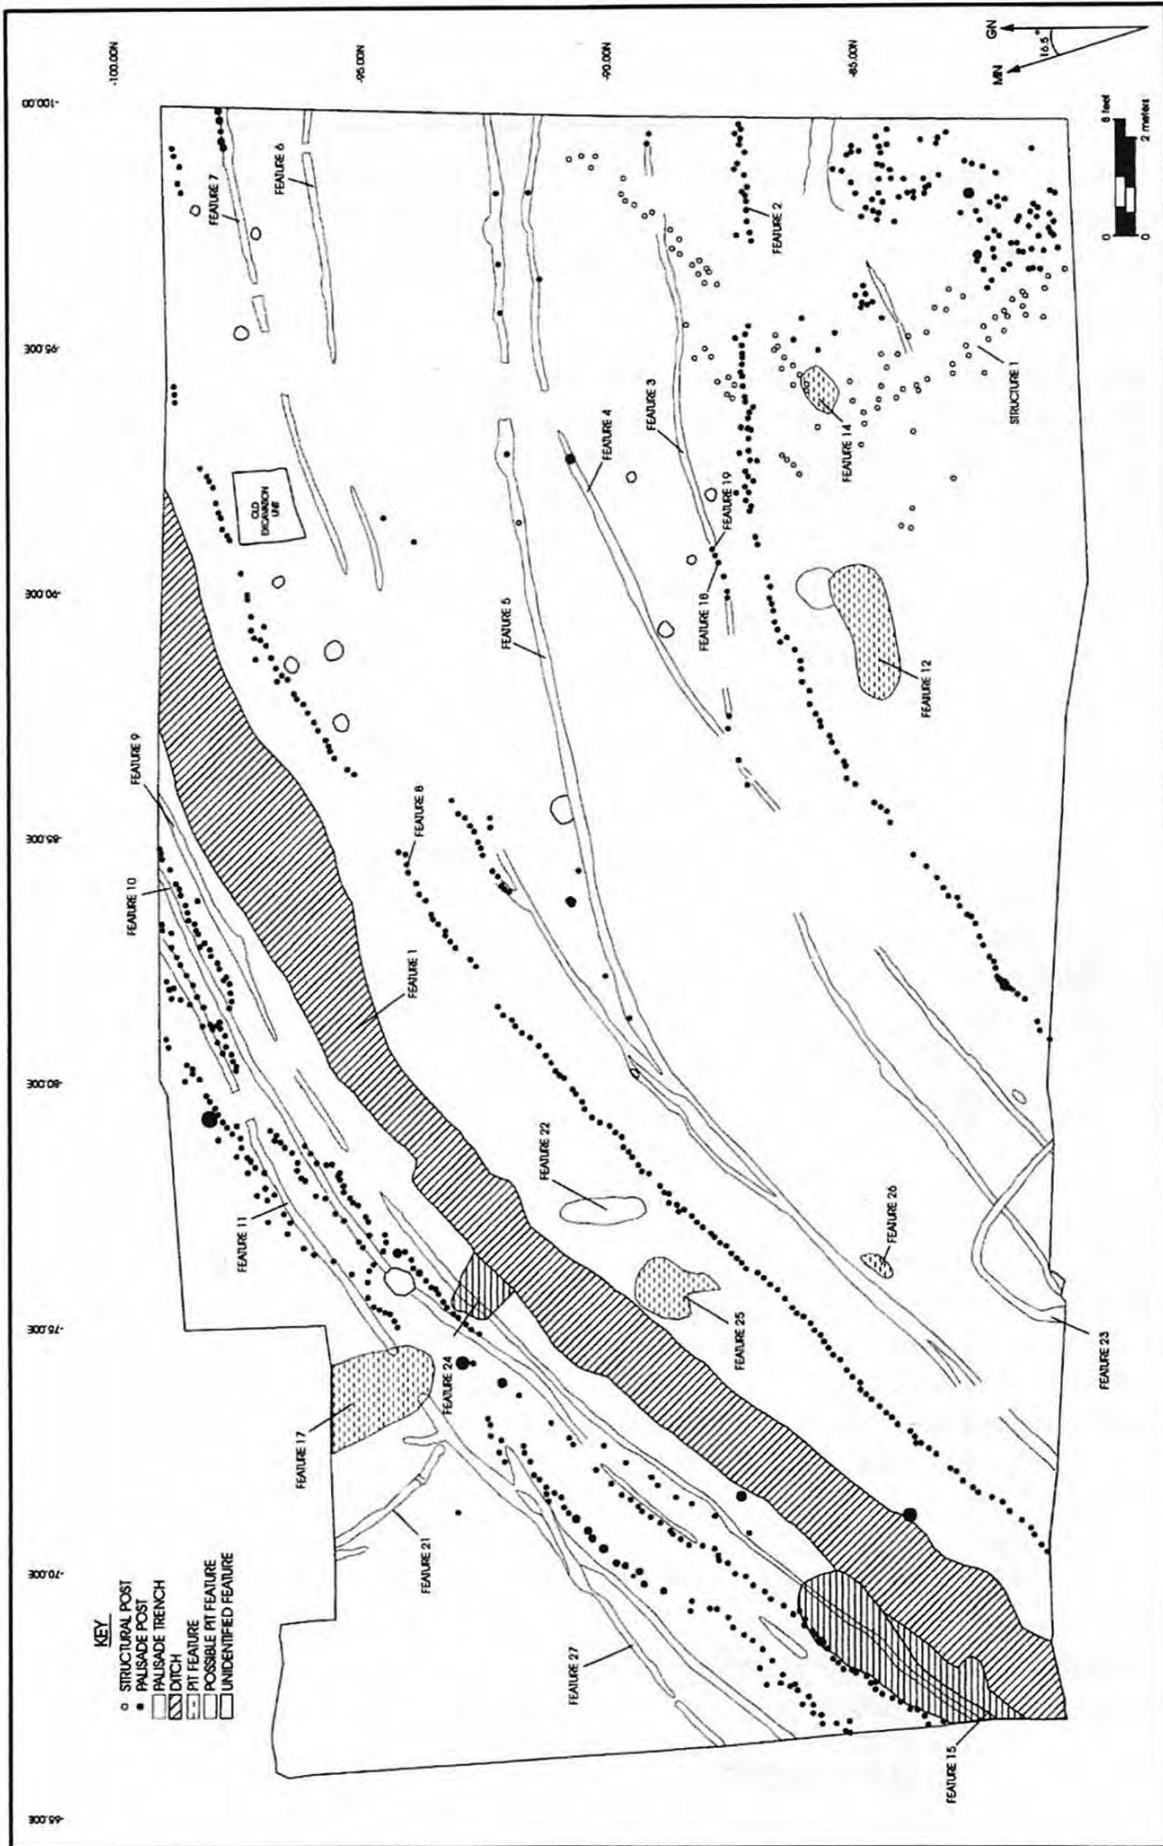 -100.00N
-95.00N
-90.00N
-85.00N
GN
MN
16.5°
-100.00
-95.00E
-90.00E
-85.00E
-80.00E
-75.00E
-70.00E
-65.00E
0
8 feet
0
2 meters
FEATURE 7
FEATURE 6
FEATURE 2
FEATURE 3
FEATURE 4
FEATURE 14
STRUCTURE 1
OLD
EXCAVATION
UNIT
FEATURE 19
FEATURE 18
FEATURE 5
FEATURE 12
FEATURE 9
FEATURE 10
FEATURE 8
FEATURE 1
FEATURE 11
FEATURE 22
FEATURE 26
FEATURE 25
FEATURE 23
FEATURE 24
FEATURE 17
FEATURE 21
FEATURE 27
FEATURE 15
KEY
STRUCTURAL POST
PALISADE POST
PALISADE TRENCH
DITCH
PIT FEATURE
POSSIBLE PIT FEATURE
UNIDENTIFIED FEATURE